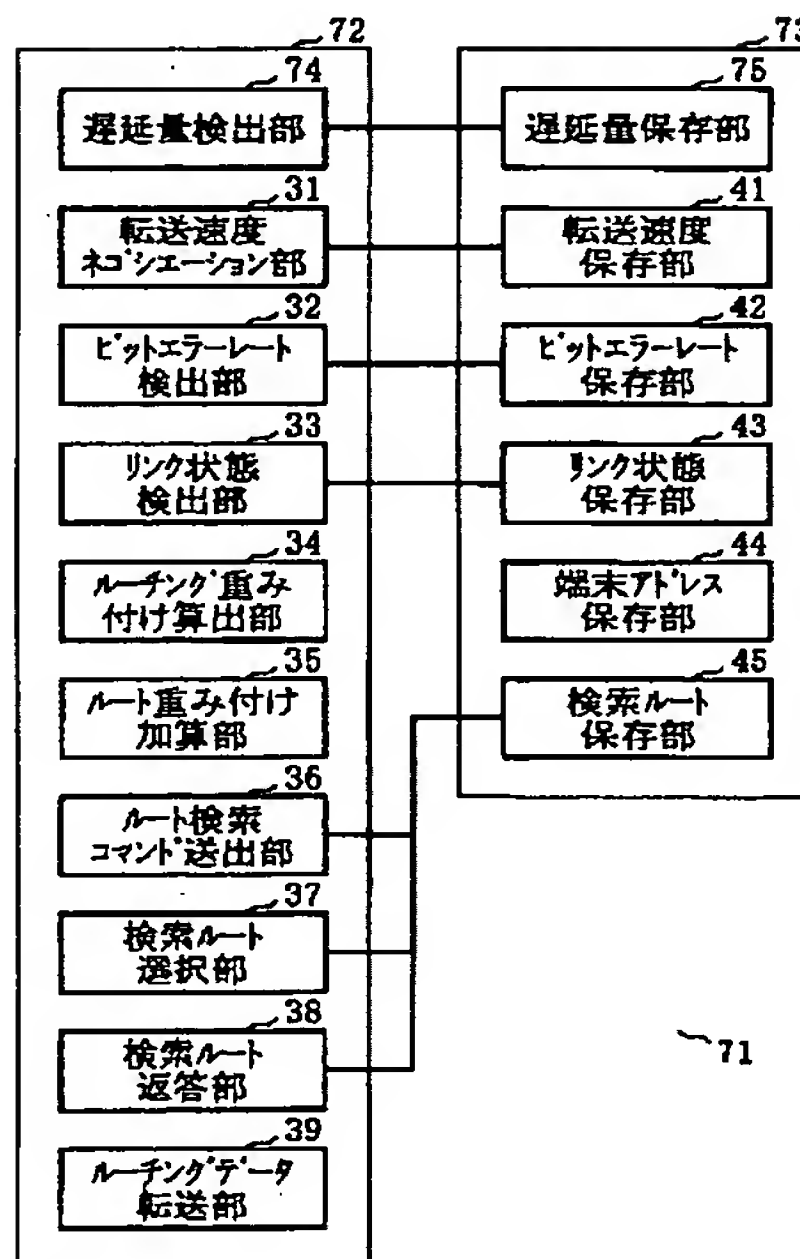 72
74
遅延量検出部
31
転送速度
ネゴシエーション部
32
ビットエラーレート
検出部
33
リンク状態
検出部
34
ルーチング重み
付け算出部
35
ルート重み付け
加算部
36
ルート検索
コマンド送出部
37
検索ルート
選択部
38
検索ルート
返答部
39
ルーチングデータ
転送部
73
75
遅延量保存部
41
転送速度
保存部
42
ビットエラーレート
保存部
43
リンク状態
保存部
44
端末アドレス
保存部
45
検索ルート
保存部
71